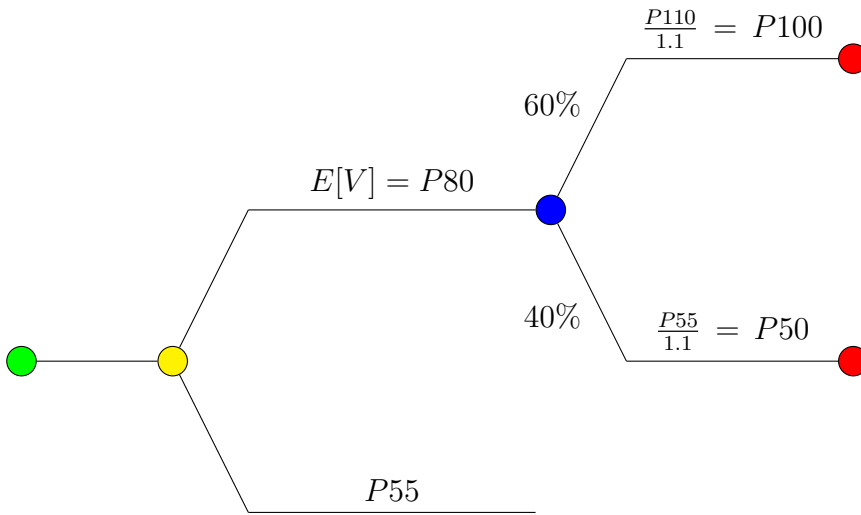 P110/1.1 = P100
60%
E[V] = P80
40%
P55/1.1 = P50
P55